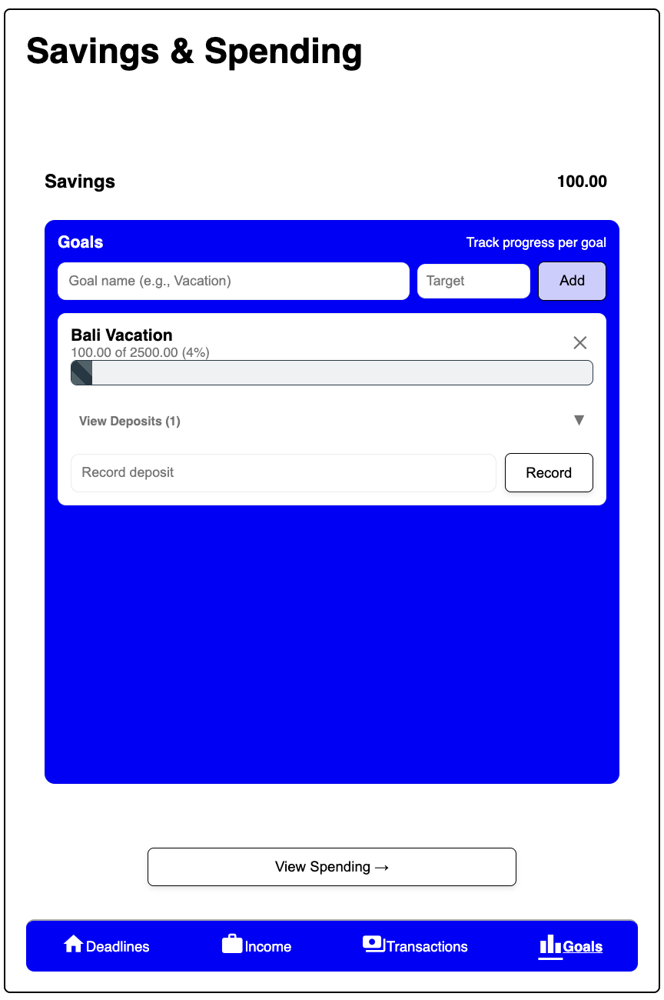 Savings & Spending
Savings 100.00
Goals Track progress per goal
Goal name (e.g., Vacation) Target Add
Bali Vacation
100.00 of 2500.00 (4%)
View Deposits (1) ▼
Record deposit Record
View Spending →
Deadlines Income Transactions Goals